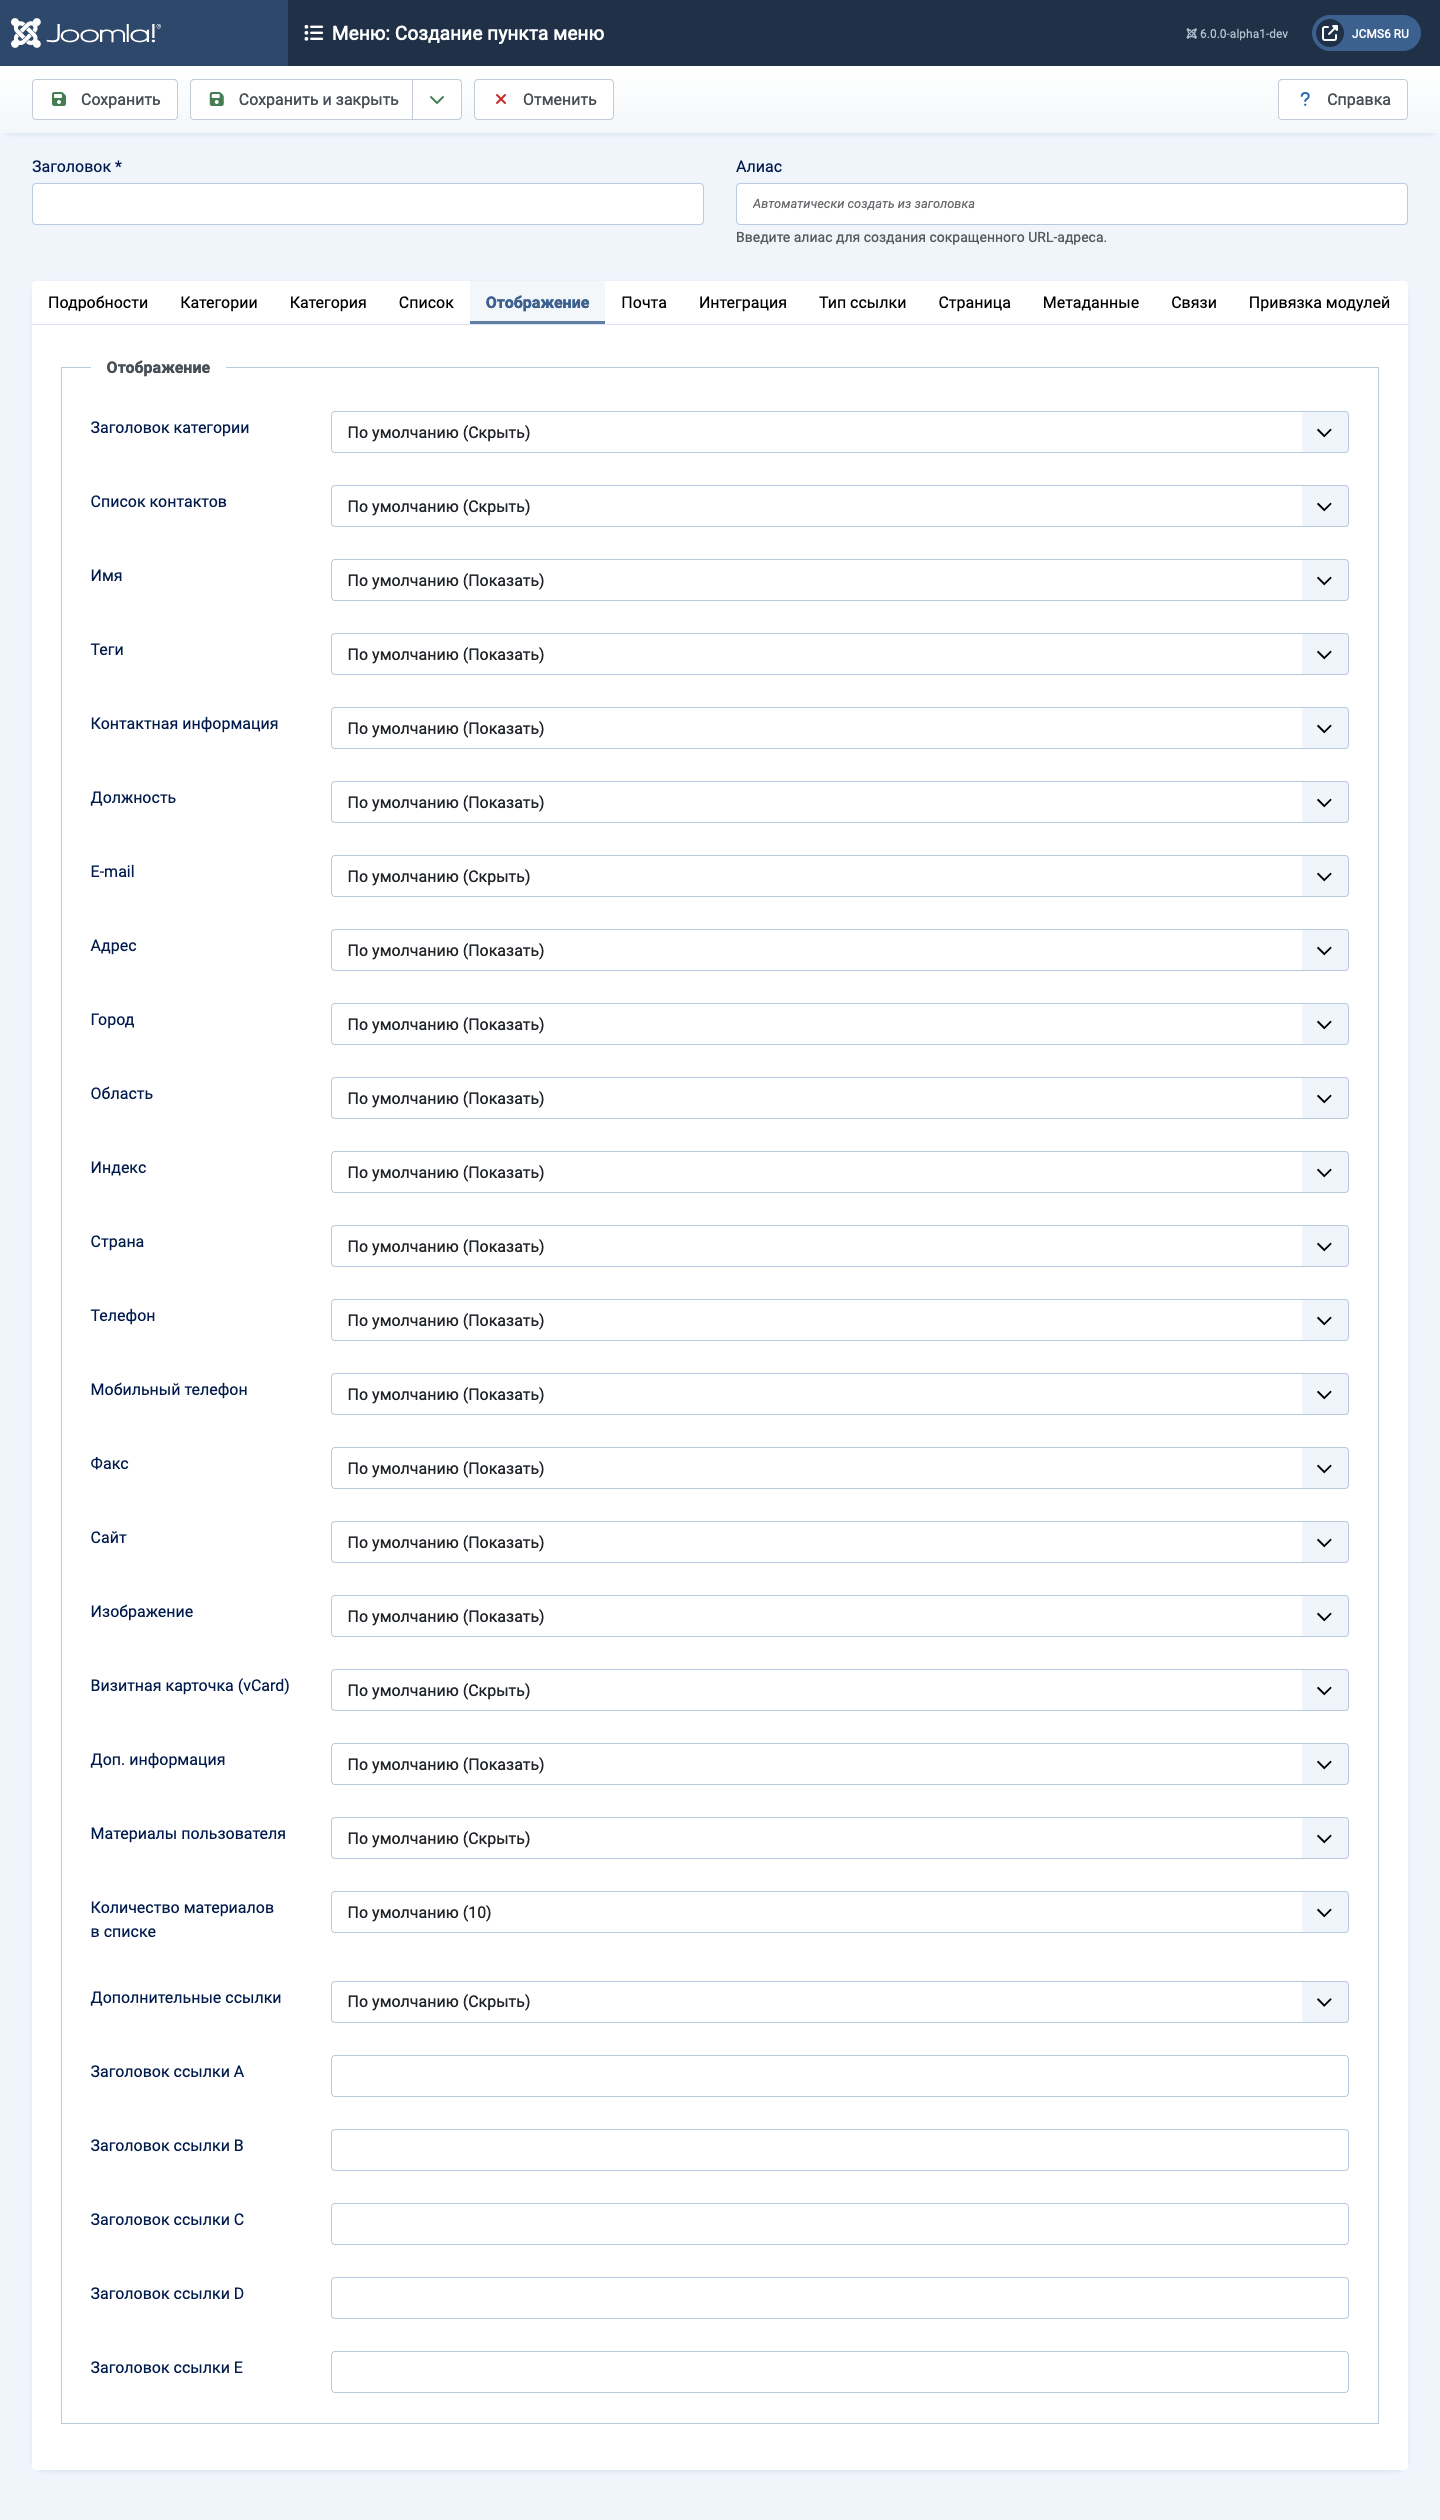 Joomla!®
Меню: Создание пункта меню
6.0.0-alpha1-dev
JCMS6 RU
Сохранить
Сохранить и закрыть
Отменить
? Справка
Заголовок *
Алиас
Автоматически создать из заголовка
Введите алиас для создания сокращенного URL-адреса.
Подробности Категории Категория Список Отображение Почта Интеграция Тип ссылки Страница Метаданные Связи Привязка модулей
Отображение
Заголовок категории По умолчанию (Скрыть)
Список контактов По умолчанию (Скрыть)
Имя По умолчанию (Показать)
Теги По умолчанию (Показать)
Контактная информация По умолчанию (Показать)
Должность По умолчанию (Показать)
E-mail По умолчанию (Скрыть)
Адрес По умолчанию (Показать)
Город По умолчанию (Показать)
Область По умолчанию (Показать)
Индекс По умолчанию (Показать)
Страна По умолчанию (Показать)
Телефон По умолчанию (Показать)
Мобильный телефон По умолчанию (Показать)
Факс По умолчанию (Показать)
Сайт По умолчанию (Показать)
Изображение По умолчанию (Показать)
Визитная карточка (vCard) По умолчанию (Скрыть)
Доп. информация По умолчанию (Показать)
Материалы пользователя По умолчанию (Скрыть)
Количество материалов По умолчанию (10)
в списке
Дополнительные ссылки По умолчанию (Скрыть)
Заголовок ссылки A
Заголовок ссылки B
Заголовок ссылки C
Заголовок ссылки D
Заголовок ссылки E